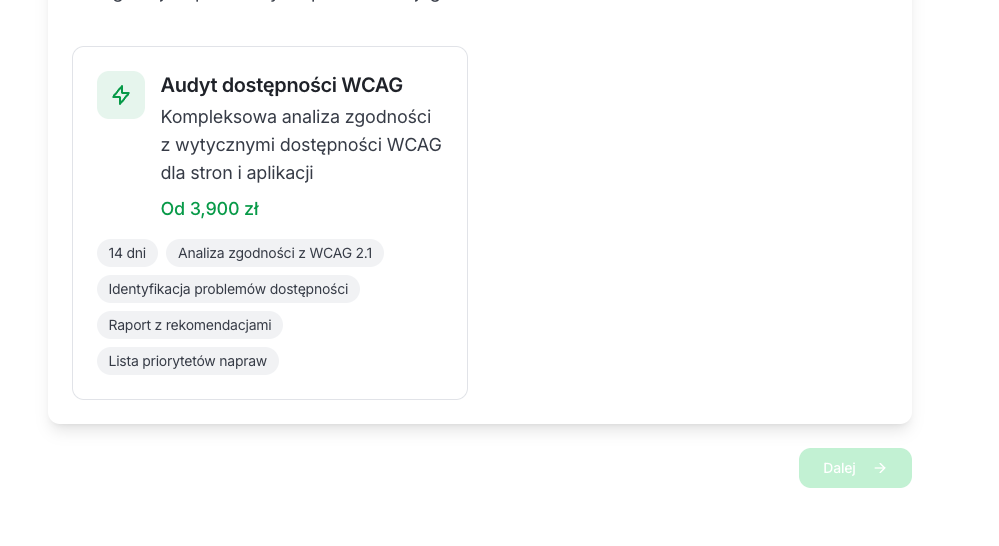 Audyt dostępności WCAG
Kompleksowa analiza zgodności
z wytycznymi dostępności WCAG
dla stron i aplikacji
Od 3,900 zł
14 dni
Analiza zgodności z WCAG 2.1
Identyfikacja problemów dostępności
Raport z rekomendacjami
Lista priorytetów napraw
Dalej